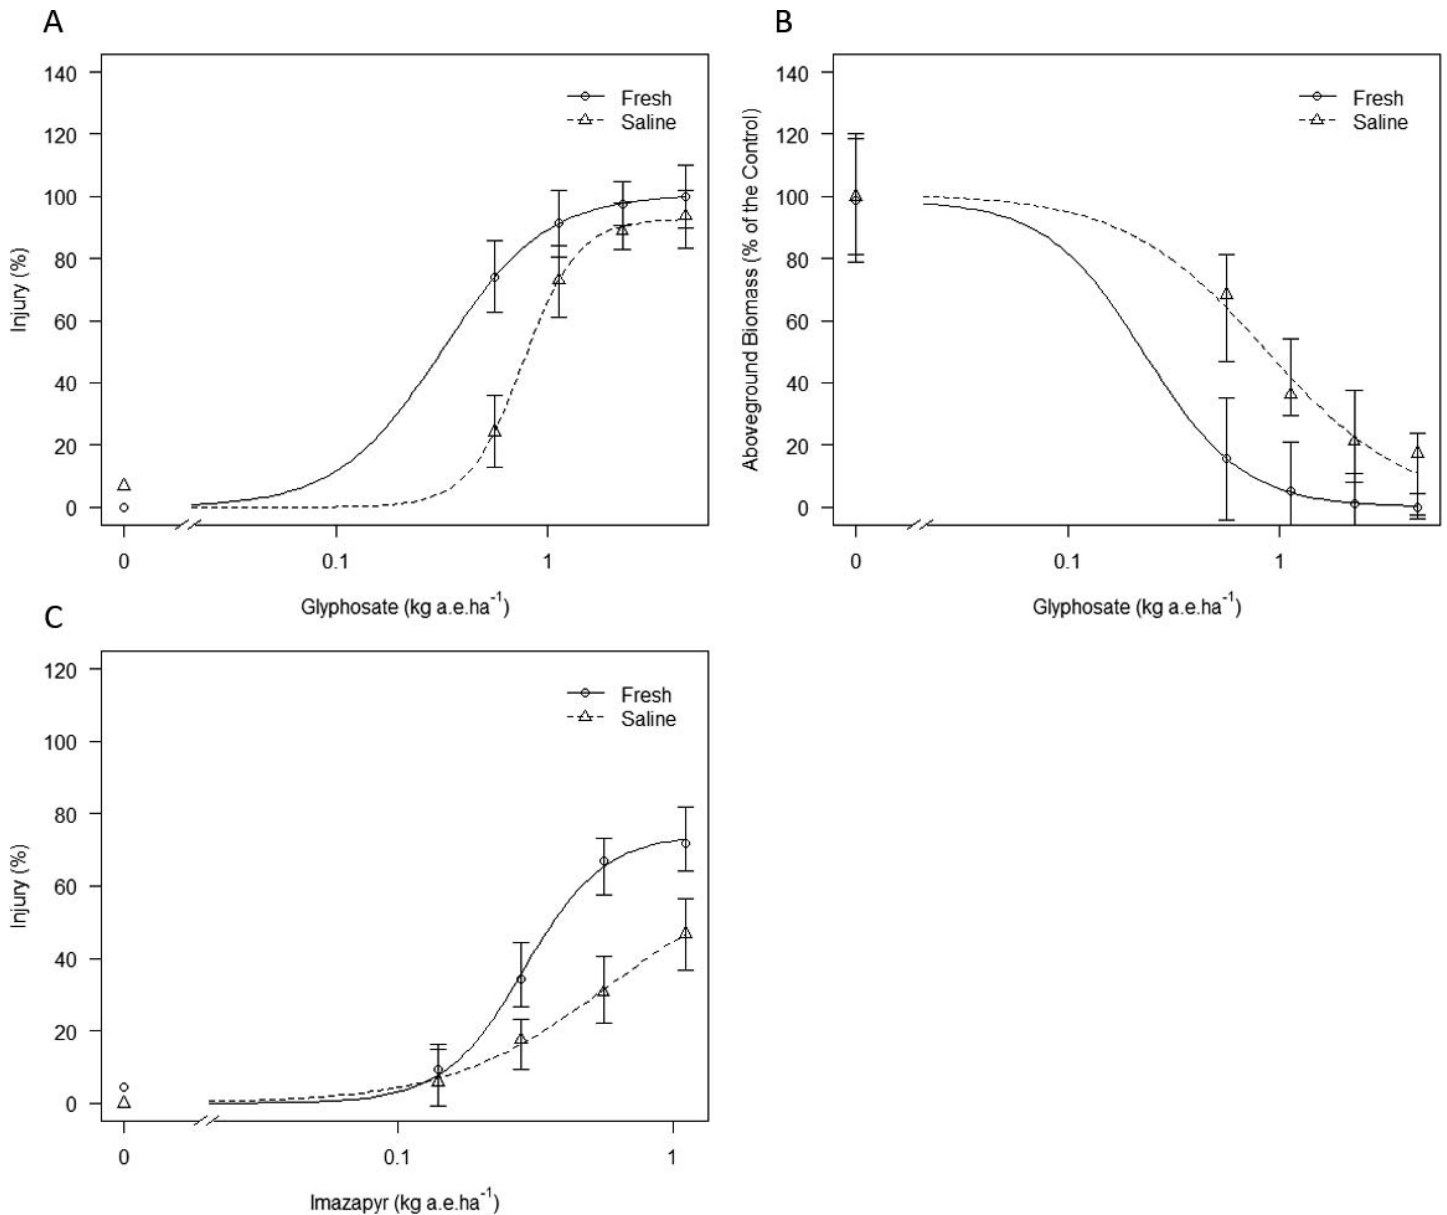 A
140
120
100
80
60
40
20
0
Injury (%)
Fresh
Saline
0 0.1 1
Glyphosate (kg a.e.ha⁻¹)
B
140
120
100
80
60
40
20
0
Aboveground Biomass (% of the Control)
Fresh
Saline
0 0.1 1
Glyphosate (kg a.e.ha⁻¹)
C
120
100
80
60
40
20
0
Injury (%)
Fresh
Saline
0 0.1 1
Imazapyr (kg a.e.ha⁻¹)